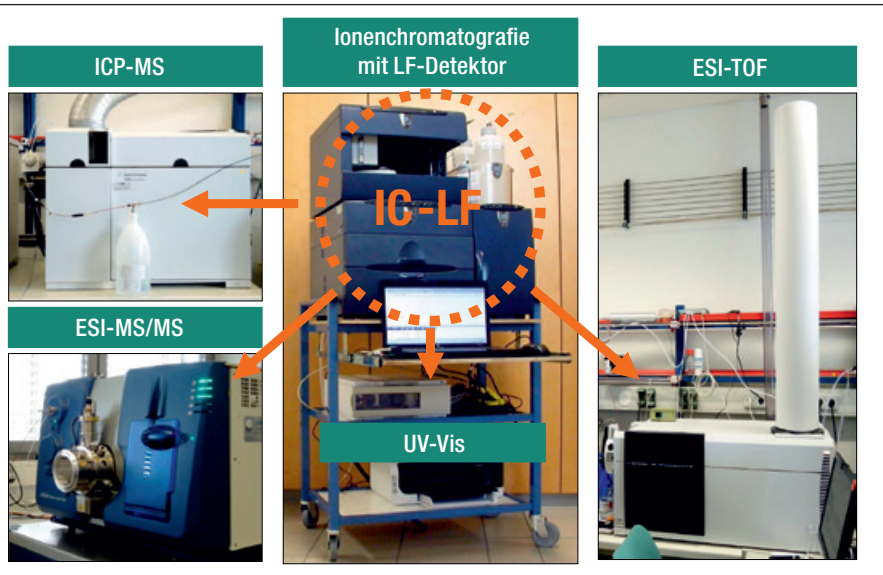 ICP-MS
Ionenchromatografie
mit LF-Detektor
ESI-TOF
IC-LF
ESI-MS/MS
UV-Vis